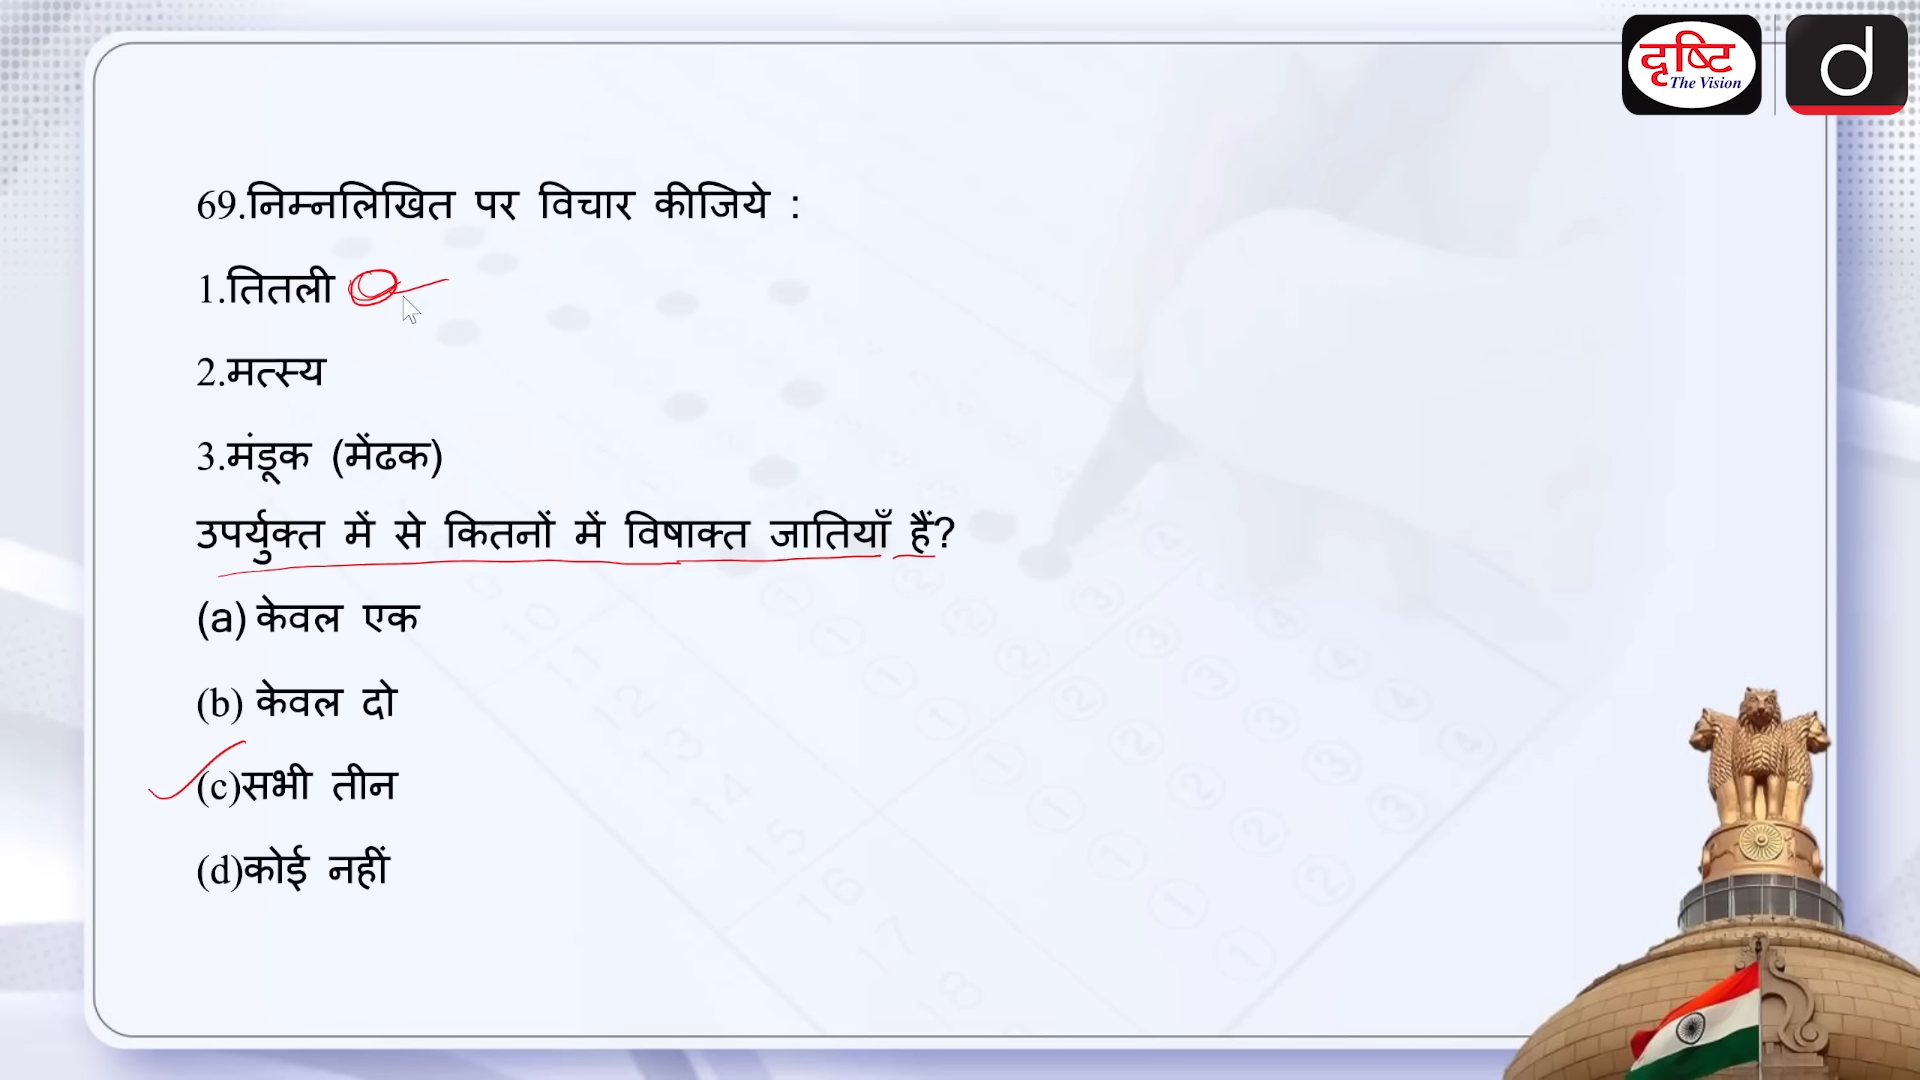 दृष्टि
The Vision
d
69.निम्नलिखित पर विचार कीजिये :
1.तितली
2.मत्स्य
3.मंडूक (मेंढक)
उपर्युक्त में से कितनों में विषाक्त जातियाँ हैं?
(a) केवल एक
(b) केवल दो
(c)सभी तीन
(d)कोई नहीं